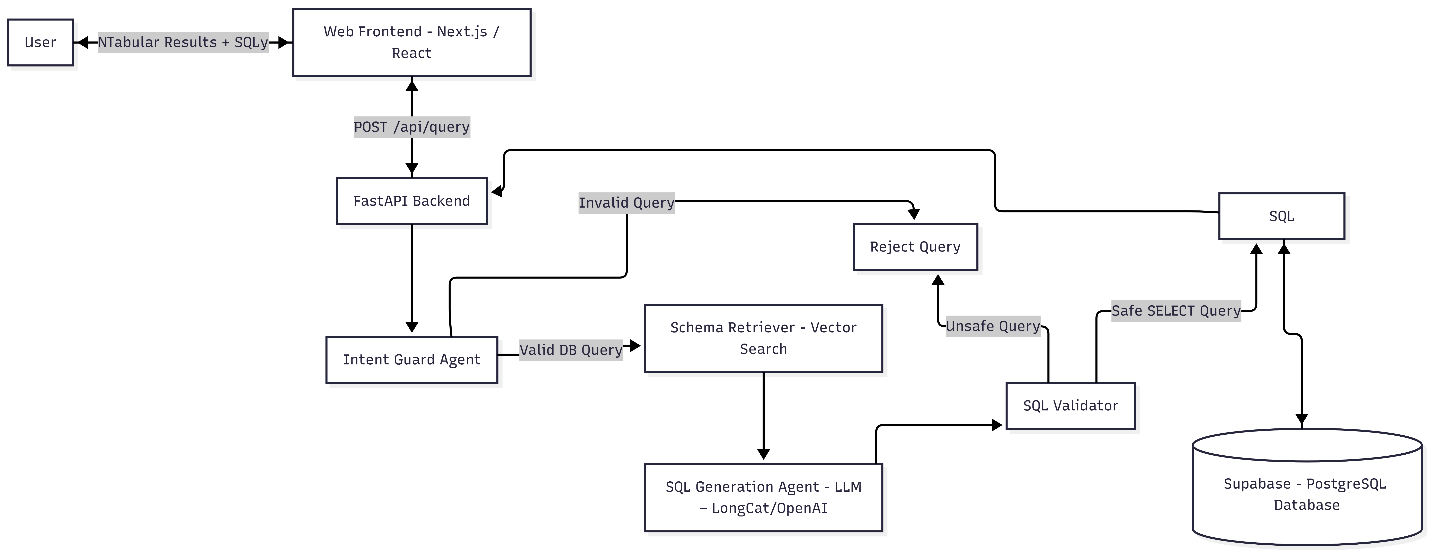 User
NTabular Results + SQLy
Web Frontend - Next.js /
React
POST /api/query
FastAPI Backend
Invalid Query
SQL
Reject Query
Safe SELECT Query
Unsafe Query
Schema Retriever - Vector
Search
Valid DB Query
Intent Guard Agent
SQL Validator
SQL Generation Agent - LLM
– LongCat/OpenAI
Supabase - PostgreSQL
Database